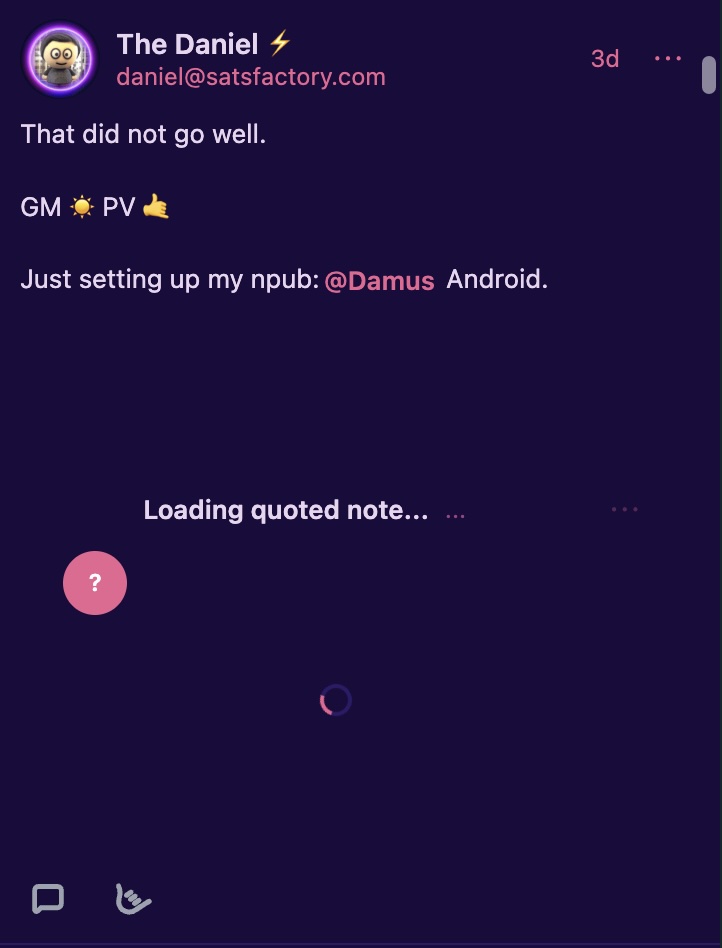 The Daniel ⚡
daniel@satsfactory.com
3d
...
That did not go well.
GM ☀️ PV 🤙
Just setting up my npub: @Damus Android.
Loading quoted note... ...
...
?